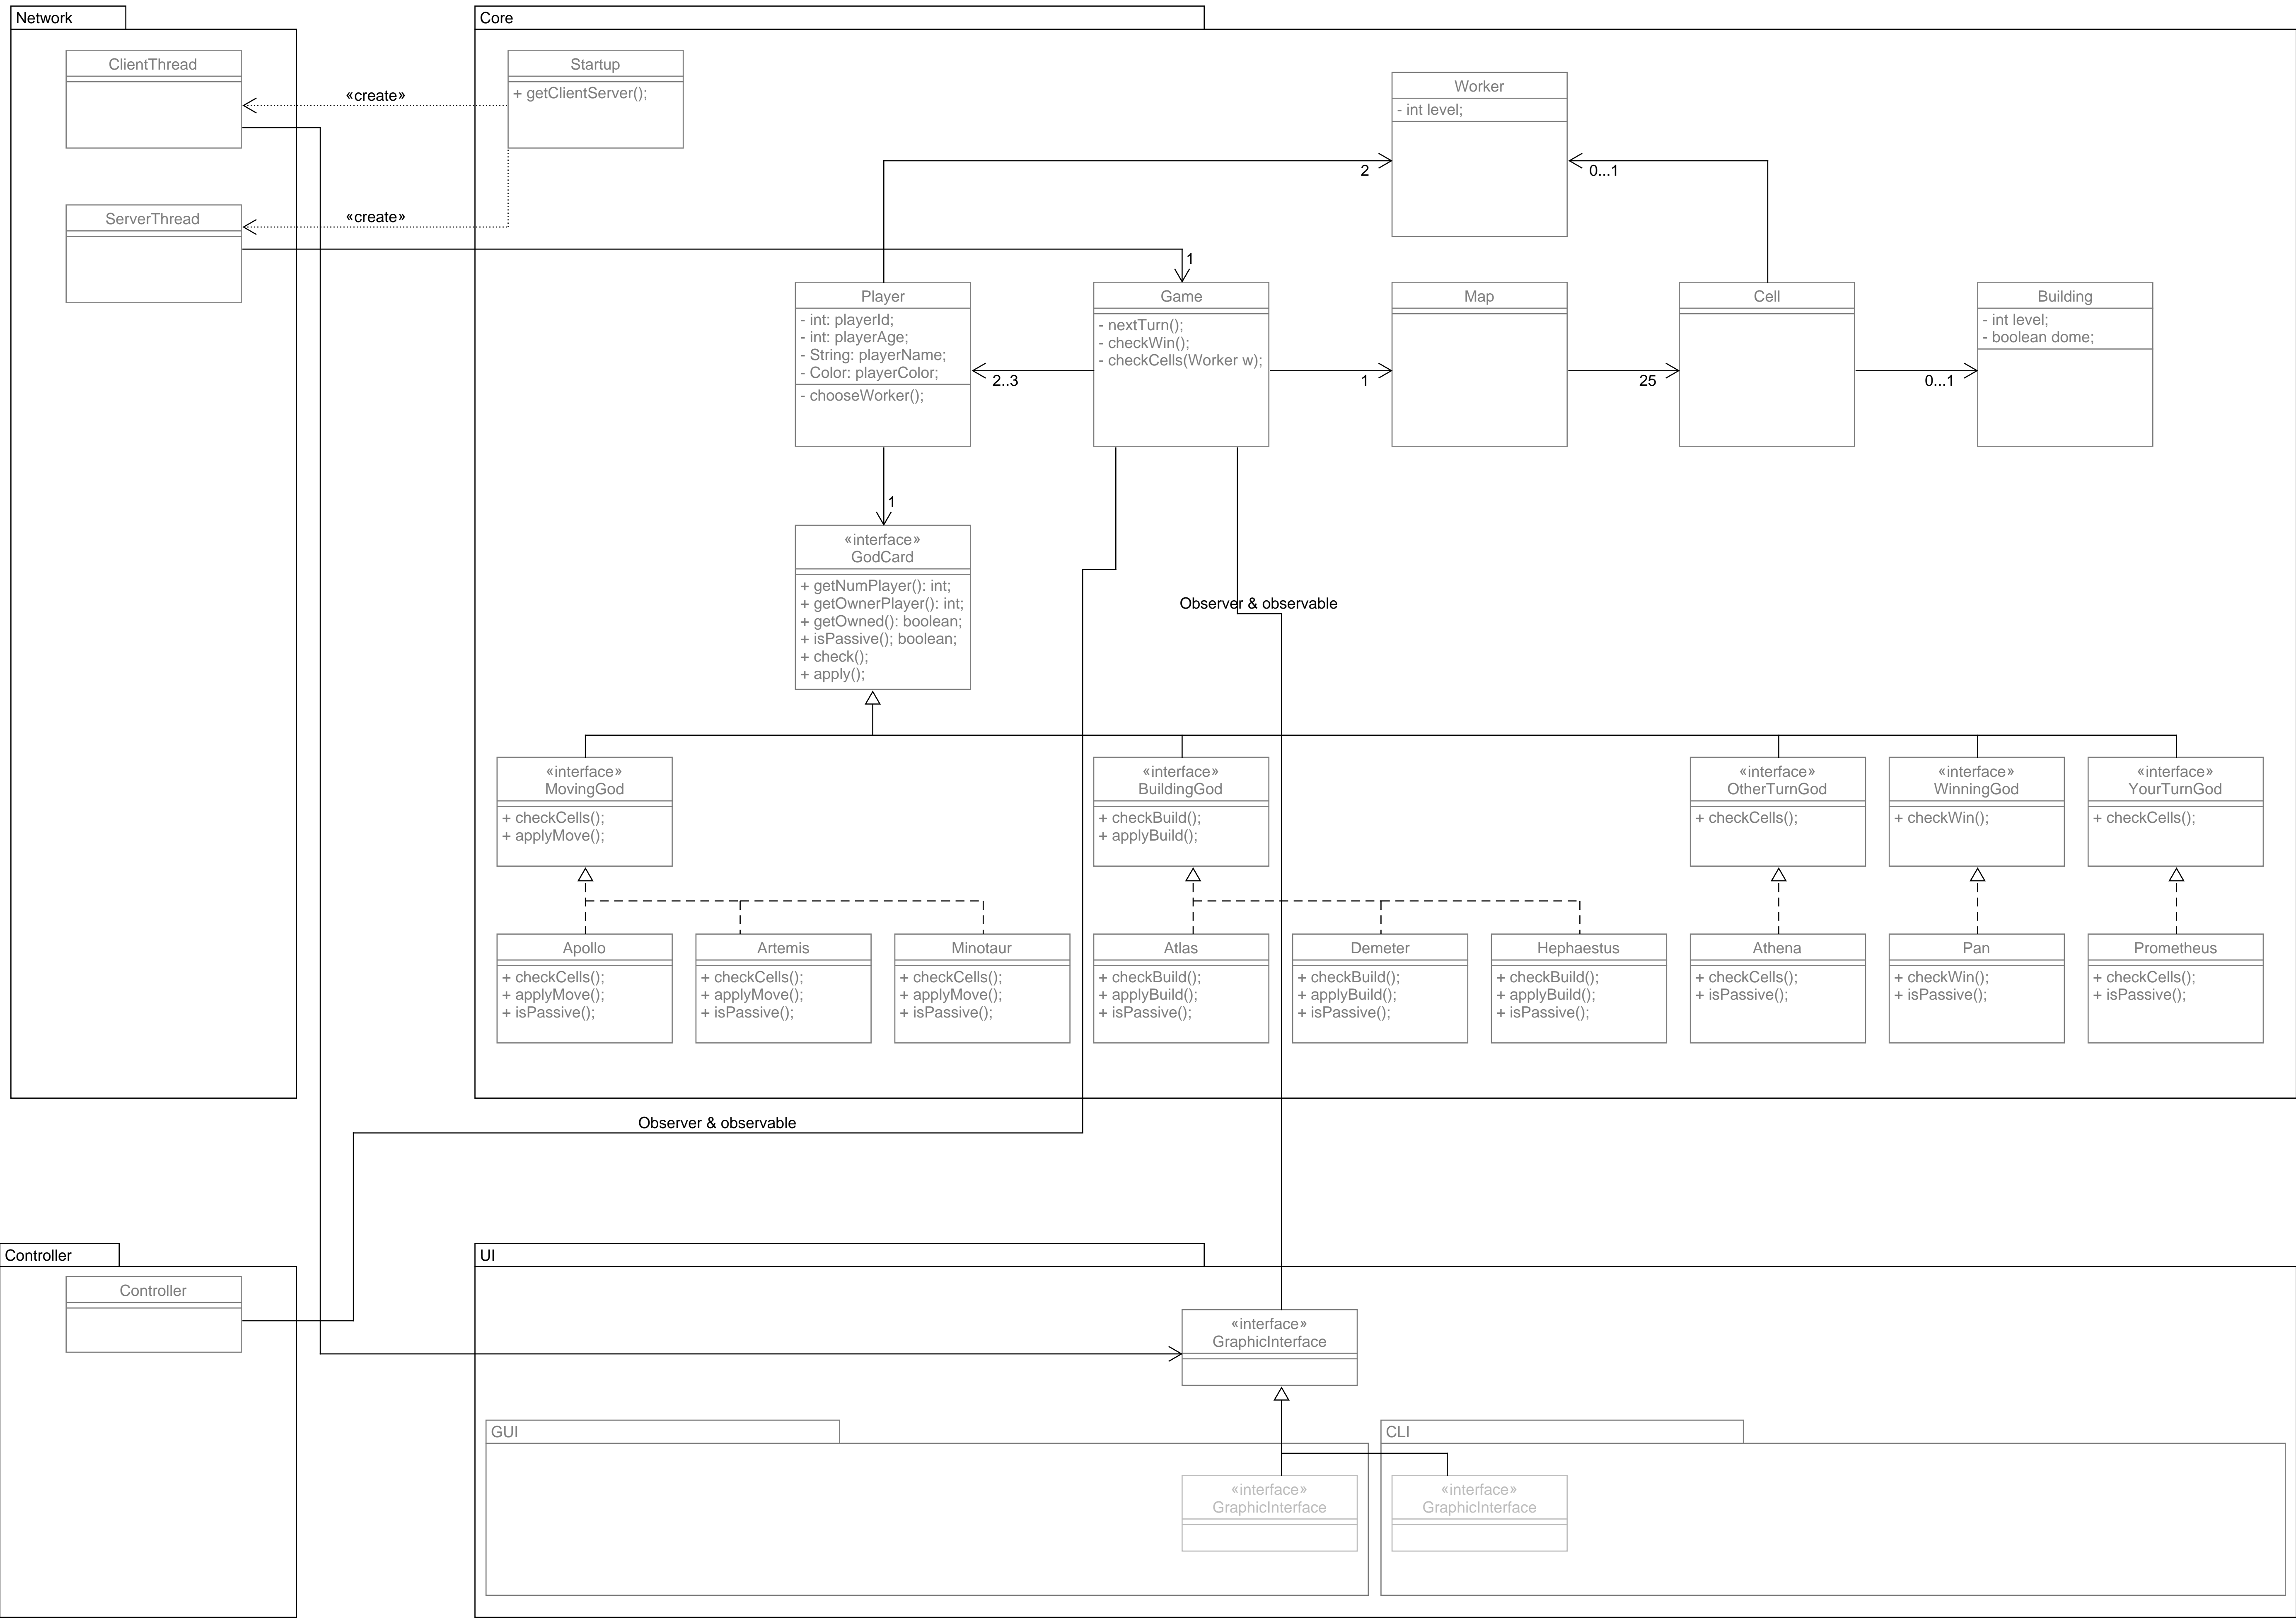 Network
Core
ClientThread
Startup
+ getClientServer();
«create»
Worker
- int level;
2
0...1
ServerThread
«create»
1
Player
- int: playerId;
- int: playerAge;
- String: playerName;
- Color: playerColor;
- chooseWorker();
2..3
Game
- nextTurn();
- checkWin();
- checkCells(Worker w);
1
Map
25
Cell
0...1
Building
- int level;
- boolean dome;
1
«interface»
GodCard
+ getNumPlayer(): int;
+ getOwnerPlayer(): int;
+ getOwned(): boolean;
+ isPassive(); boolean;
+ check();
+ apply();
Observer & observable
«interface»
MovingGod
+ checkCells();
+ applyMove();
«interface»
BuildingGod
+ checkBuild();
+ applyBuild();
«interface»
OtherTurnGod
+ checkCells();
«interface»
WinningGod
+ checkWin();
«interface»
YourTurnGod
+ checkCells();
Apollo
+ checkCells();
+ applyMove();
+ isPassive();
Artemis
+ checkCells();
+ applyMove();
+ isPassive();
Minotaur
+ checkCells();
+ applyMove();
+ isPassive();
Atlas
+ checkBuild();
+ applyBuild();
+ isPassive();
Demeter
+ checkBuild();
+ applyBuild();
+ isPassive();
Hephaestus
+ checkBuild();
+ applyBuild();
+ isPassive();
Athena
+ checkCells();
+ isPassive();
Pan
+ checkWin();
+ isPassive();
Prometheus
+ checkCells();
+ isPassive();
Observer & observable
Controller
Controller
UI
«interface»
GraphicInterface
GUI
«interface»
GraphicInterface
CLI
«interface»
GraphicInterface